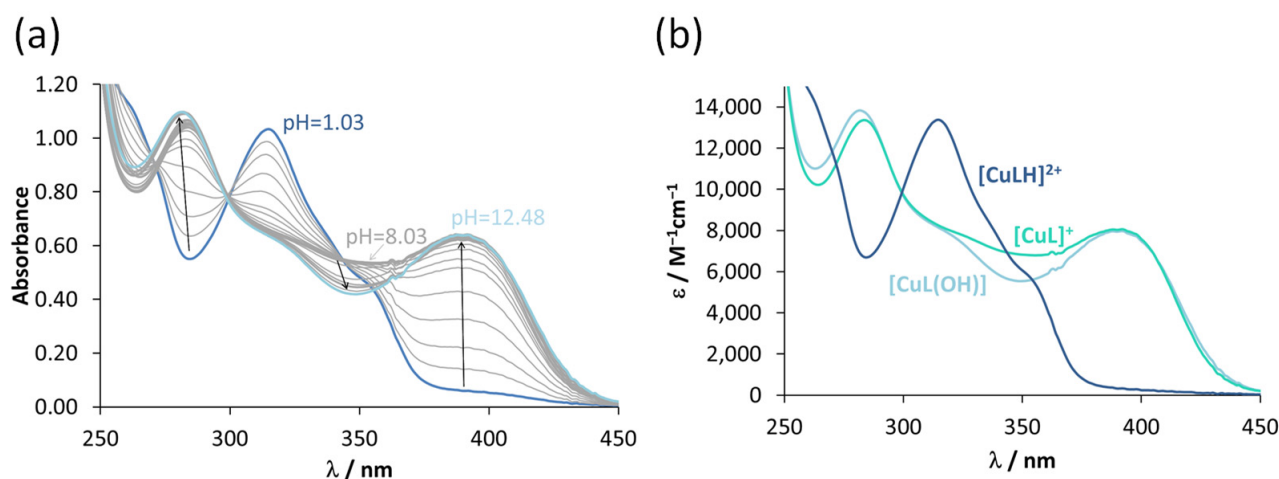 (a)
1.20
1.00
0.80
0.60
0.40
0.20
0.00
Absorbance
pH=1.03
pH=8.03
pH=12.48
250
300
350
400
450
λ / nm
(b)
14,000
12,000
10,000
8,000
6,000
4,000
2,000
0
ε / M⁻¹cm⁻¹
[CuLH]²⁺
[CuL]⁺
[CuL(OH)]
250
300
350
400
450
λ / nm